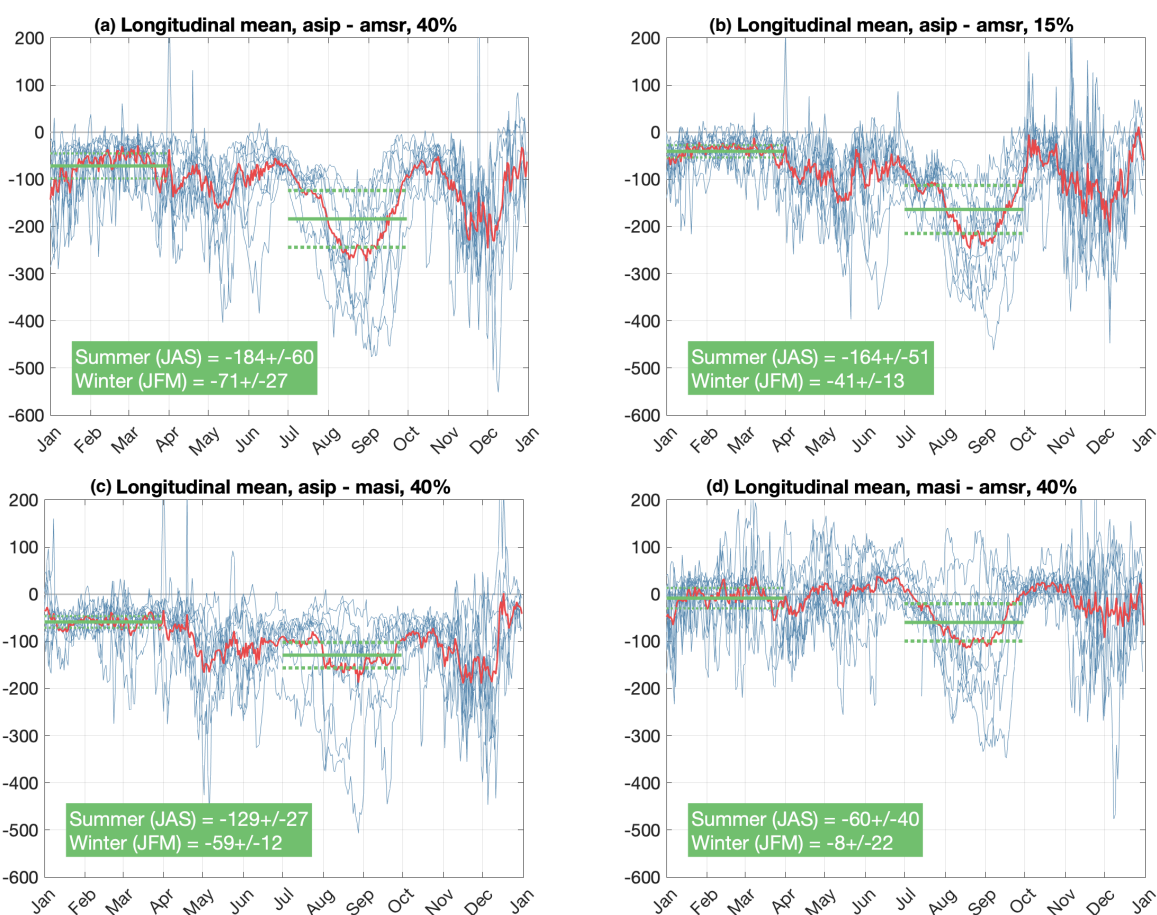 (a) Longitudinal mean, asip - amsr, 40%
200
100
0
-100
-200
-300
-400
-500
-600
Summer (JAS) = -184+/-60
Winter (JFM) = -71+/-27
Jan Feb Mar Apr May Jun Jul Aug Sep Oct Nov Dec Jan
(b) Longitudinal mean, asip - amsr, 15%
200
100
0
-100
-200
-300
-400
-500
-600
Summer (JAS) = -164+/-51
Winter (JFM) = -41+/-13
Jan Feb Mar Apr May Jun Jul Aug Sep Oct Nov Dec Jan
(c) Longitudinal mean, asip - masi, 40%
200
100
0
-100
-200
-300
-400
-500
-600
Summer (JAS) = -129+/-27
Winter (JFM) = -59+/-12
Jan Feb Mar Apr May Jun Jul Aug Sep Oct Nov Dec Jan
(d) Longitudinal mean, masi - amsr, 40%
200
100
0
-100
-200
-300
-400
-500
-600
Summer (JAS) = -60+/-40
Winter (JFM) = -8+/-22
Jan Feb Mar Apr May Jun Jul Aug Sep Oct Nov Dec Jan